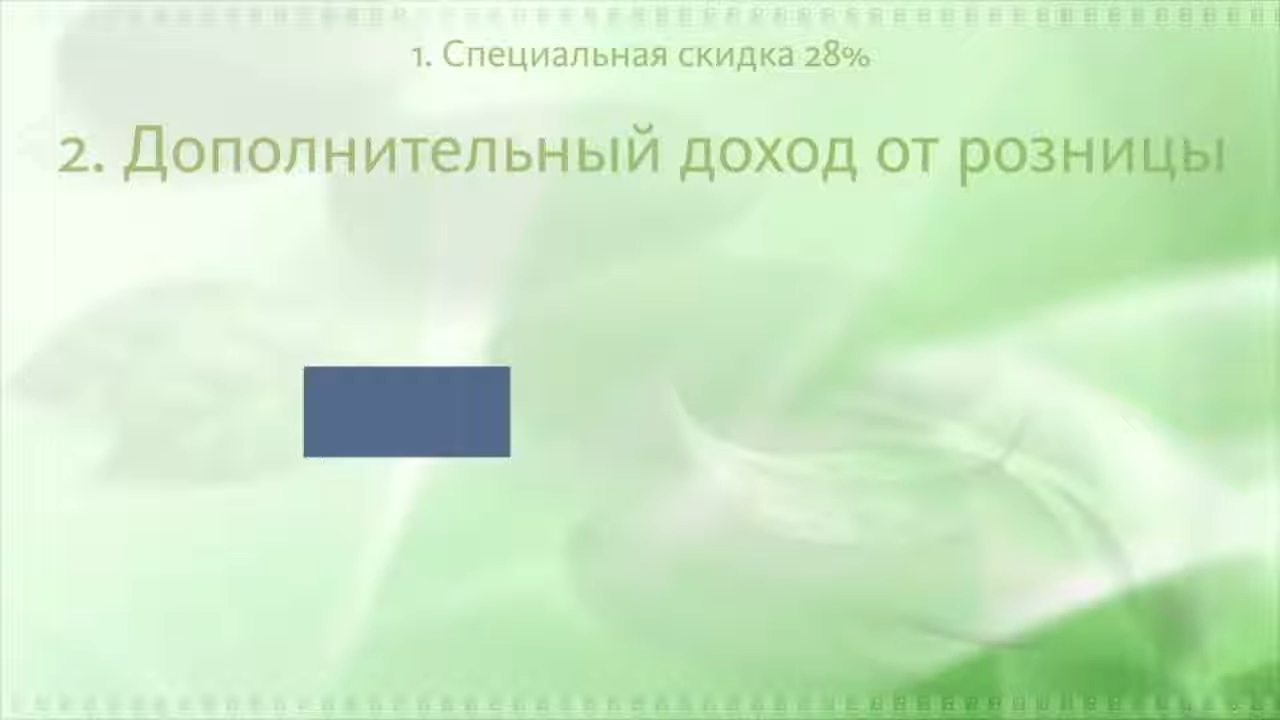 1. Специальная скидка 28%
2. Дополнительный доход от розницы